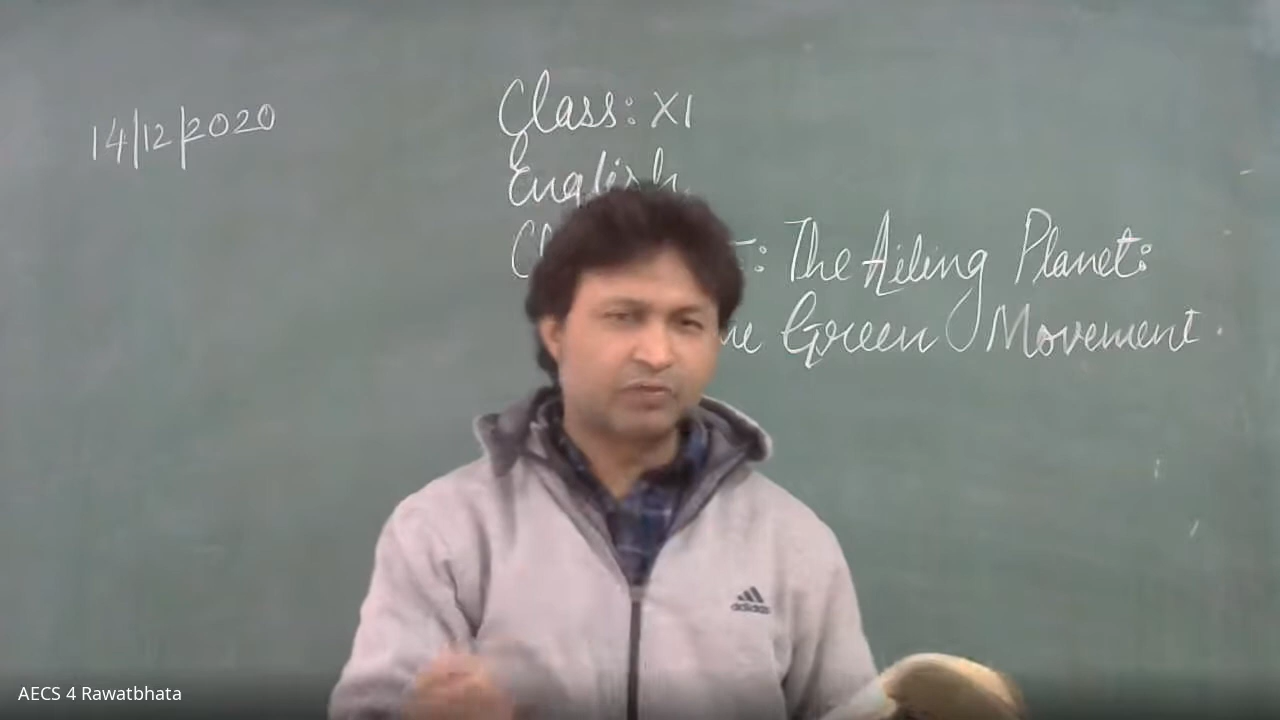 14/12/2020
Class: XI
English
: The Ailing Planet:
Green Movement.
adidas
AECS 4 Rawatbhata